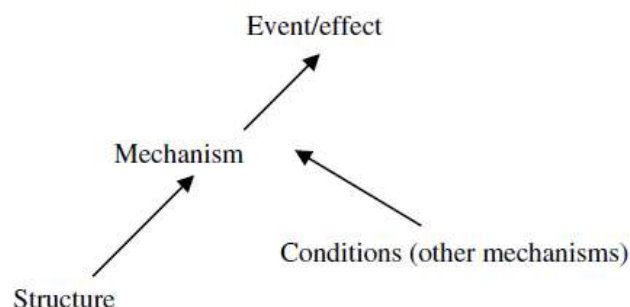 Event/effect
Mechanism
Conditions (other mechanisms)
Structure